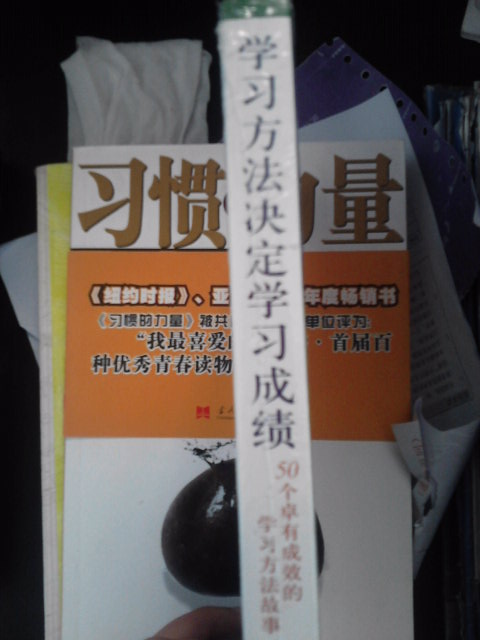 学习方法决定学习成绩
50个卓有成效的
学习方法故事
习惯 力量
《纽约时报》、亚 年度畅销书
《习惯的力量》被共 单位评为:
“我最喜爱 ·首届百
种优秀青春读物